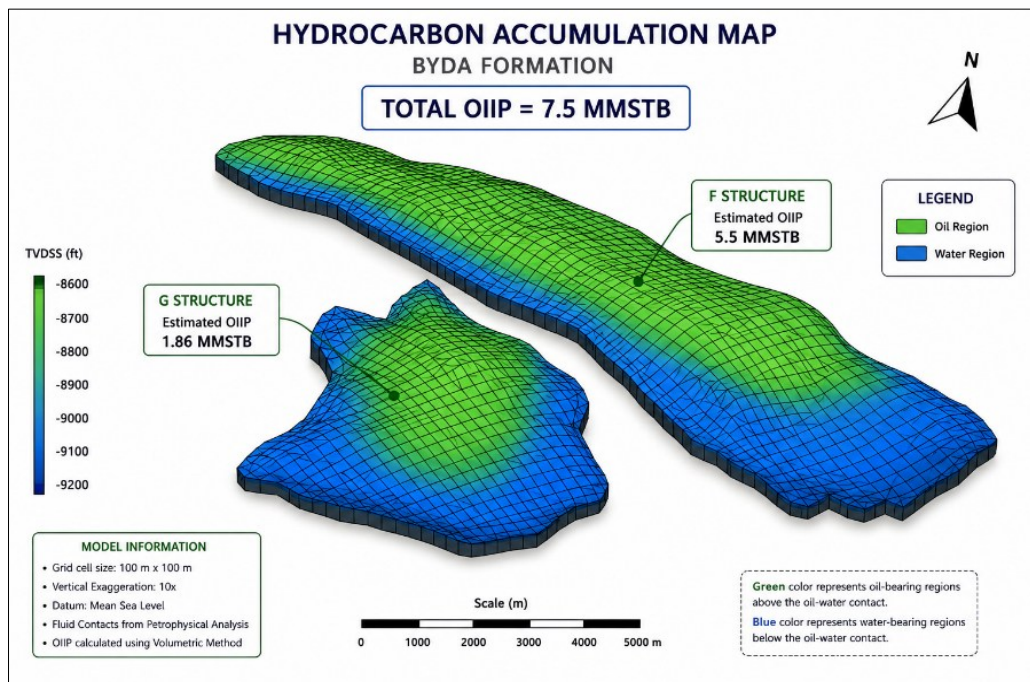 HYDROCARBON ACCUMULATION MAP
BYDA FORMATION
TOTAL OIIP = 7.5 MMSTB
N
F STRUCTURE
Estimated OIIP
5.5 MMSTB
LEGEND
Oil Region
Water Region
TVDSS (ft)
-8600
-8700
-8800
-8900
-9000
-9100
-9200
G STRUCTURE
Estimated OIIP
1.86 MMSTB
MODEL INFORMATION
• Grid cell size: 100 m x 100 m
• Vertical Exaggeration: 10x
• Datum: Mean Sea Level
• Fluid Contacts from Petrophysical Analysis
• OIIP calculated using Volumetric Method
Scale (m)
0 1000 2000 3000 4000 5000 m
Green color represents oil-bearing regions
above the oil-water contact.
Blue color represents water-bearing regions
below the oil-water contact.